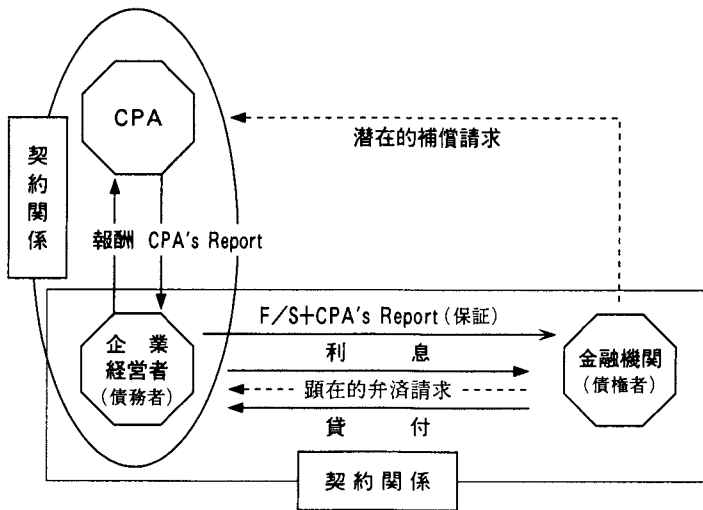 CPA
潜在的補償請求
契約関係
報酬 CPA's Report
F/S+CPA's Report(保証)
企業
経営者
(債務者)
利息
顕在的弁済請求
貸付
金融機関
(債権者)
契約関係